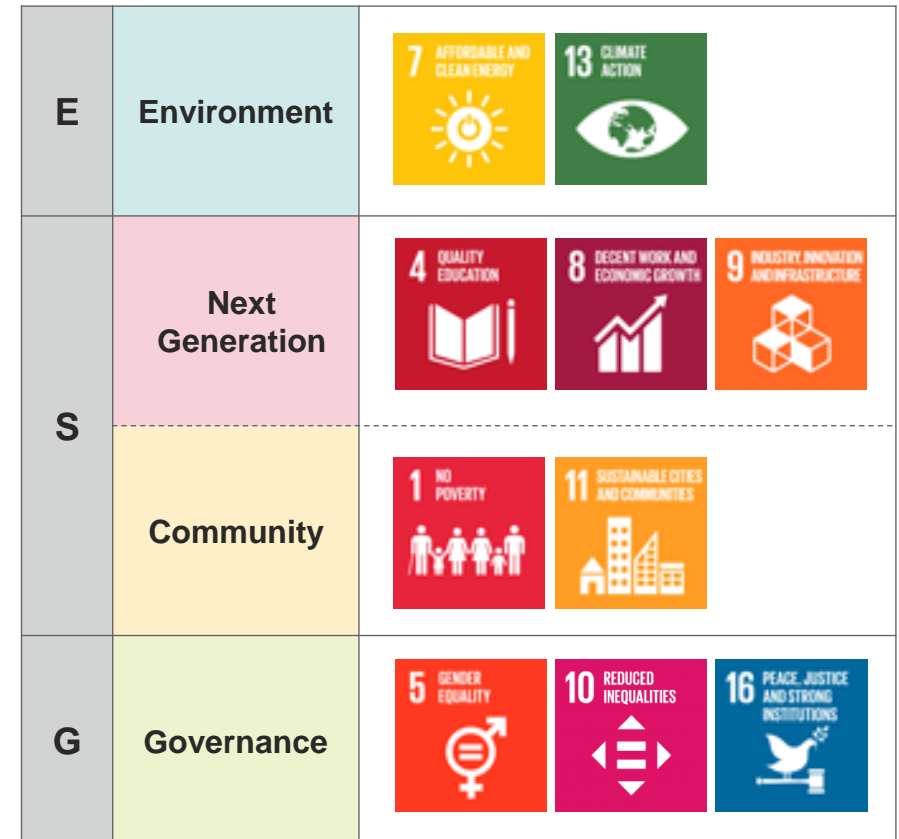 E
Environment
7 AFFORDABLE AND
CLEAN ENERGY
13 CLIMATE
ACTION
S
Next
Generation
4 QUALITY
EDUCATION
8 DECENT WORK AND
ECONOMIC GROWTH
9 INDUSTRY, INNOVATION
AND INFRASTRUCTURE
Community
1 NO
POVERTY
11 SUSTAINABLE CITIES
AND COMMUNITIES
G
Governance
5 GENDER
EQUALITY
10 REDUCED
INEQUALITIES
16 PEACE, JUSTICE
AND STRONG
INSTITUTIONS